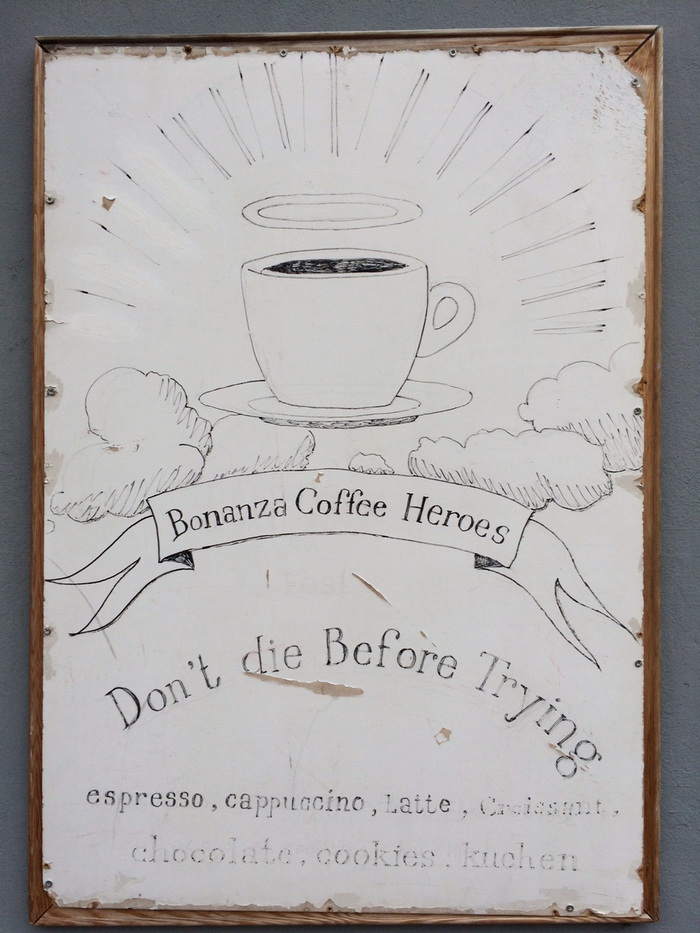 Bonanza Coffee Heroes
Don't die Before Trying
espresso, cappuccino, Latte, Croissant,
chocolate, cookies, kuchen